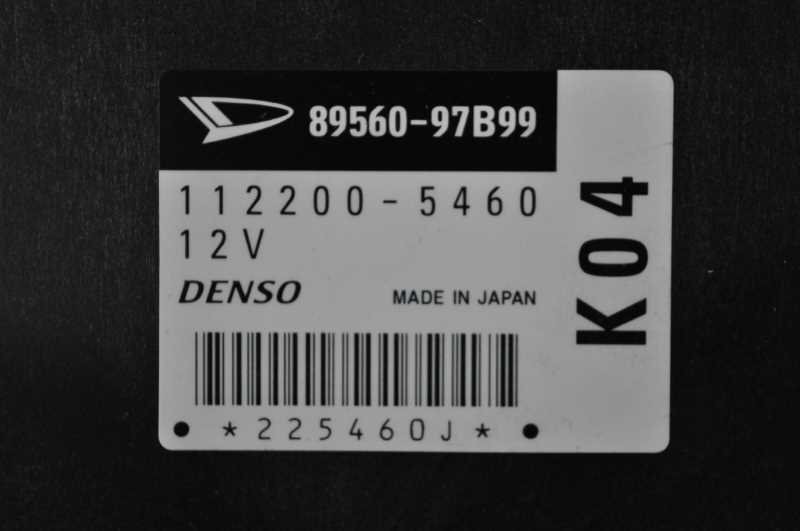 89560-97B99
112200-5460
12V
DENSO
MADE IN JAPAN
*225460J*
K04